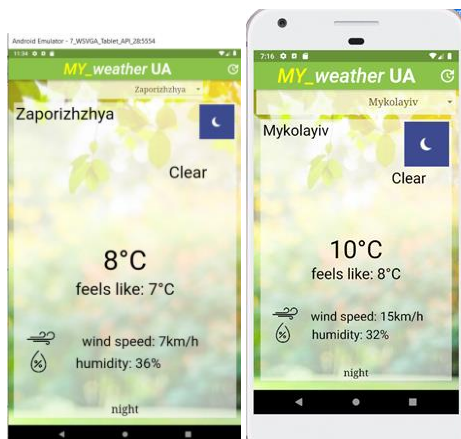 Android Emulator - 7_WSVGA_Tablet_API_28:5554
11:34
MY_weather UA
Zaporizhzhya
Zaporizhzhya
Clear
8°C
feels like: 7°C
wind speed: 7km/h
%
humidity: 36%
night
7:16
MY_weather UA
Mykolayiv
Mykolayiv
Clear
10°C
feels like: 8°C
wind speed: 15km/h
%
humidity: 32%
night